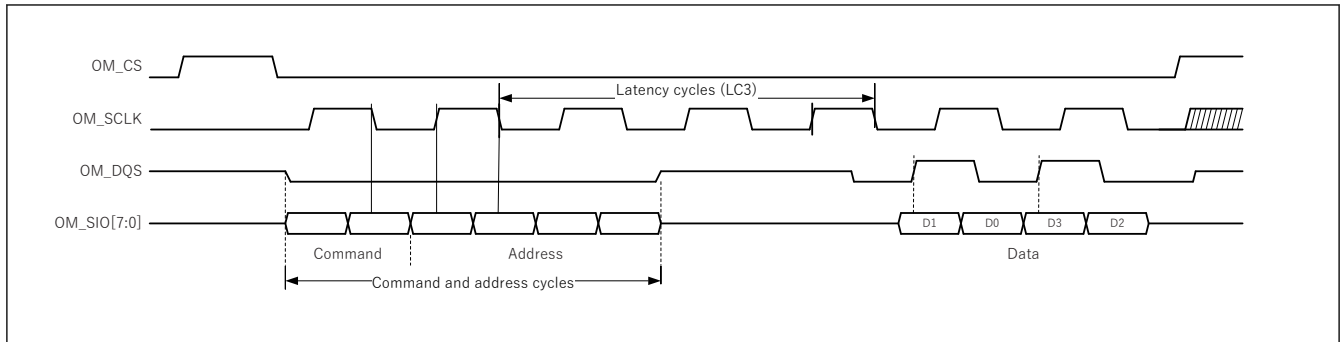 OM_CS
Latency cycles (LC3)
OM_SCLK
OM_DQS
OM_SIO[7:0]
D1 D0 D3 D2
Command Address Data
Command and address cycles